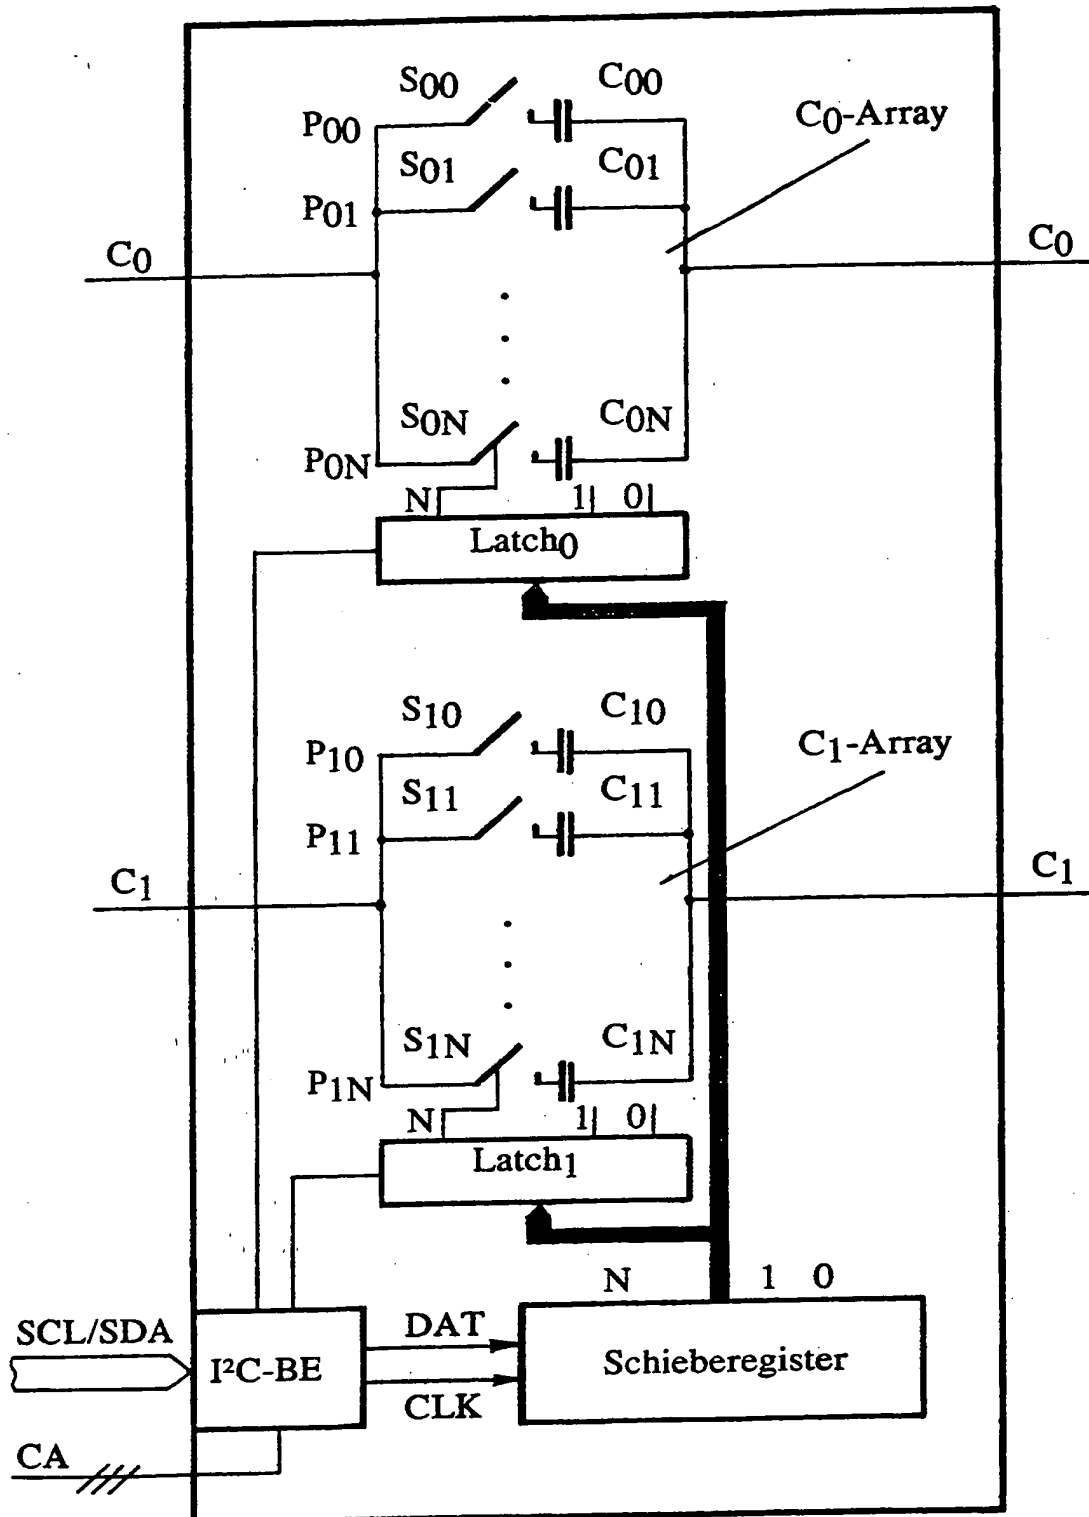 S00 C00
P00 C0-Array
S01 C01
P01
C0 C0
S0N C0N
P0N
N 1 0
Latch0
S10 C10
P10 C1-Array
S11 C11
P11
C1 C1
S1N C1N
P1N
N 1 0
Latch1
N 1 0
SCL/SDA DAT
I²C-BE Schieberegister
CLK
CA